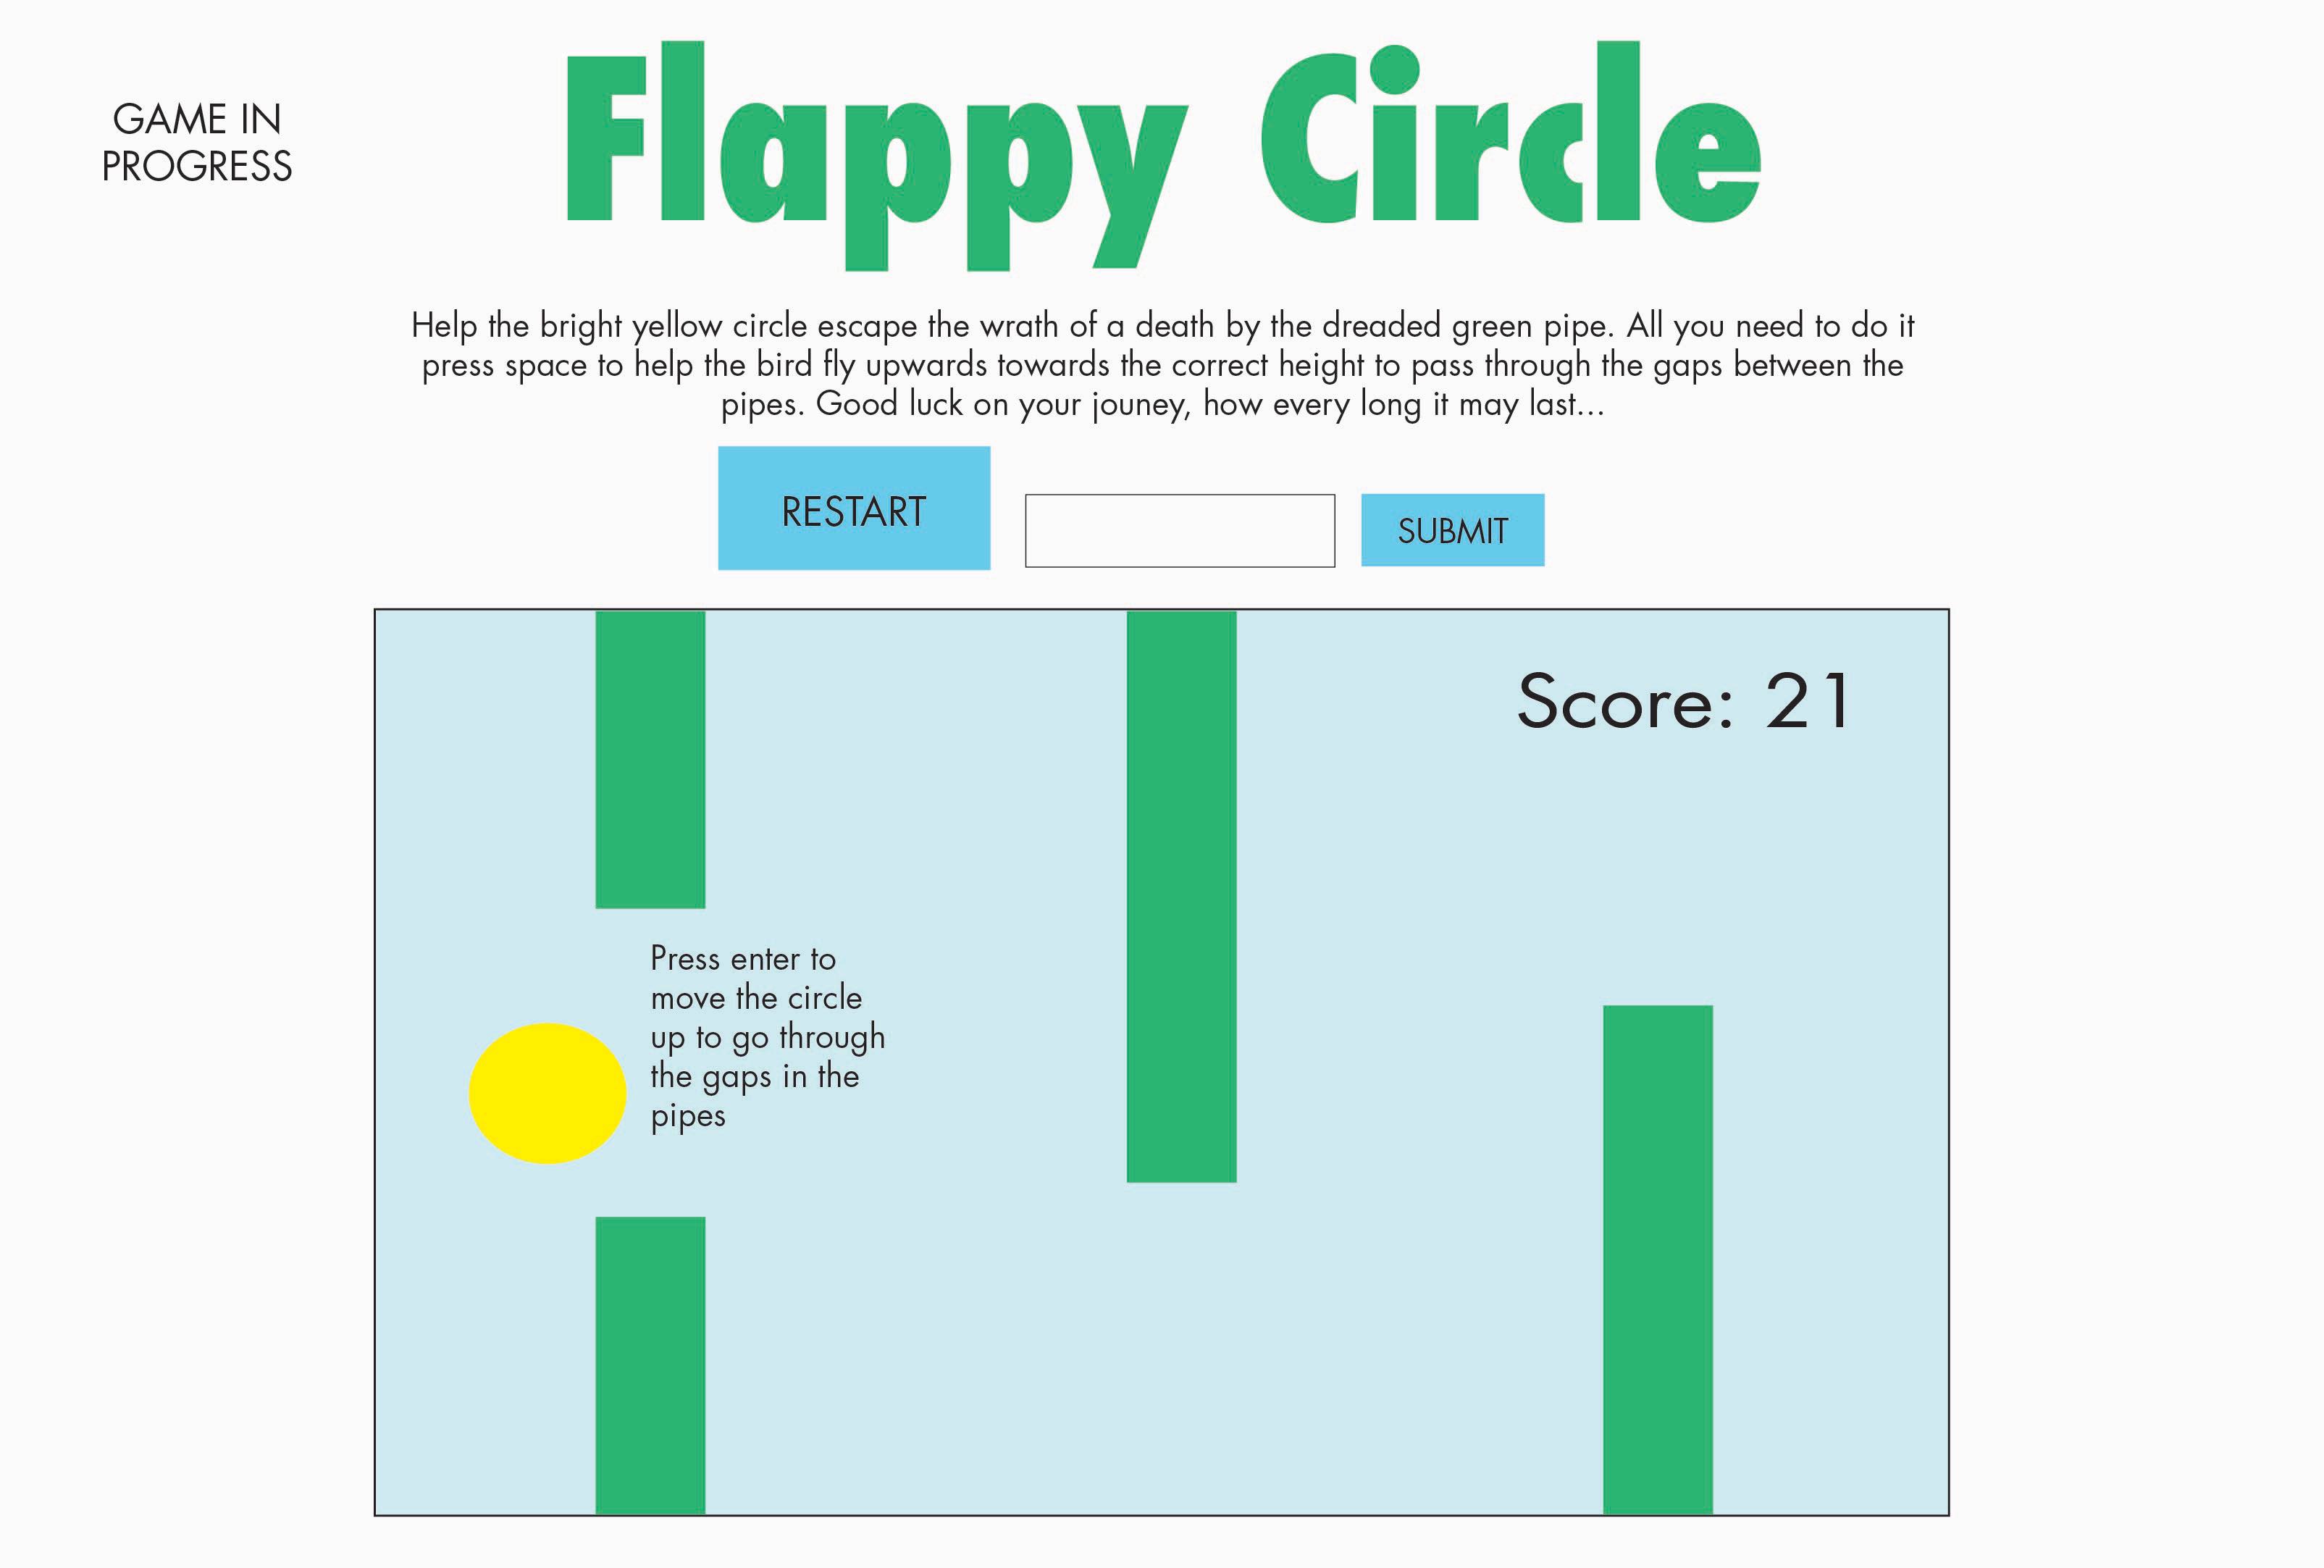 GAME IN
PROGRESS
Flappy Circle
Help the bright yellow circle escape the wrath of a death by the dreaded green pipe. All you need to do it
press space to help the bird fly upwards towards the correct height to pass through the gaps between the
pipes. Good luck on your jouney, how every long it may last...
RESTART
SUBMIT
Score: 21
Press enter to
move the circle
up to go through
the gaps in the
pipes